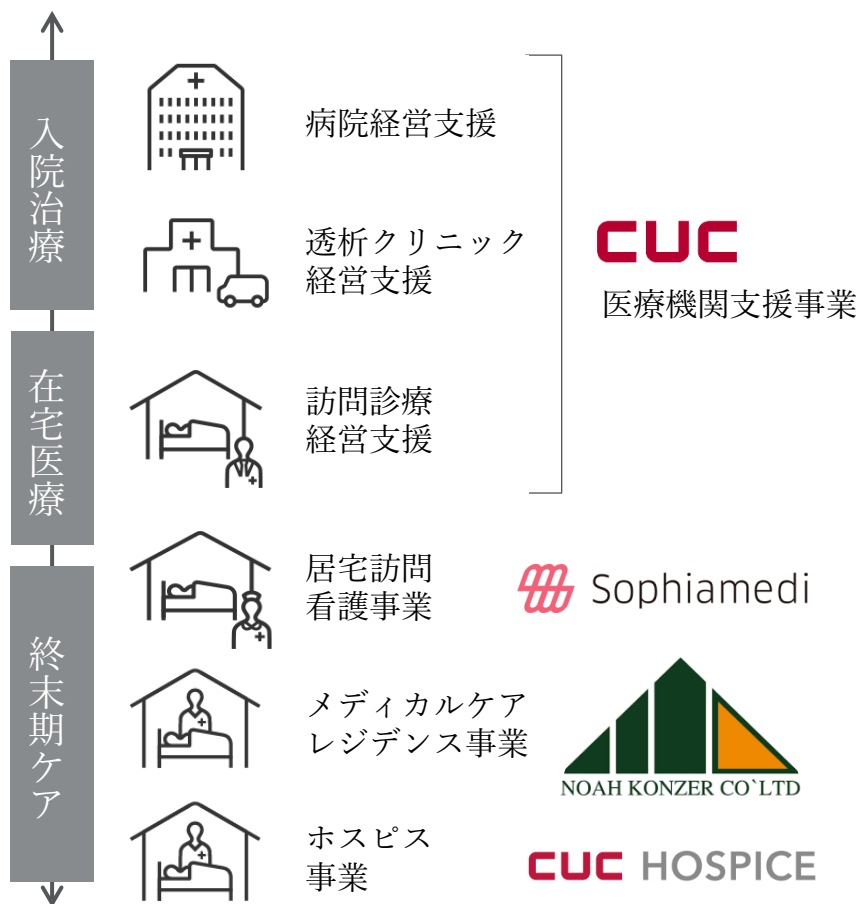 入院治療
病院経営支援
透析クリニック
経営支援
CUC
医療機関支援事業
在宅医療
訪問診療
経営支援
居宅訪問
看護事業
Sophiamedi
終末期ケア
メディカルケア
レジデンス事業
NOAH KONZER CO`LTD
ホスピス
事業
CUC HOSPICE